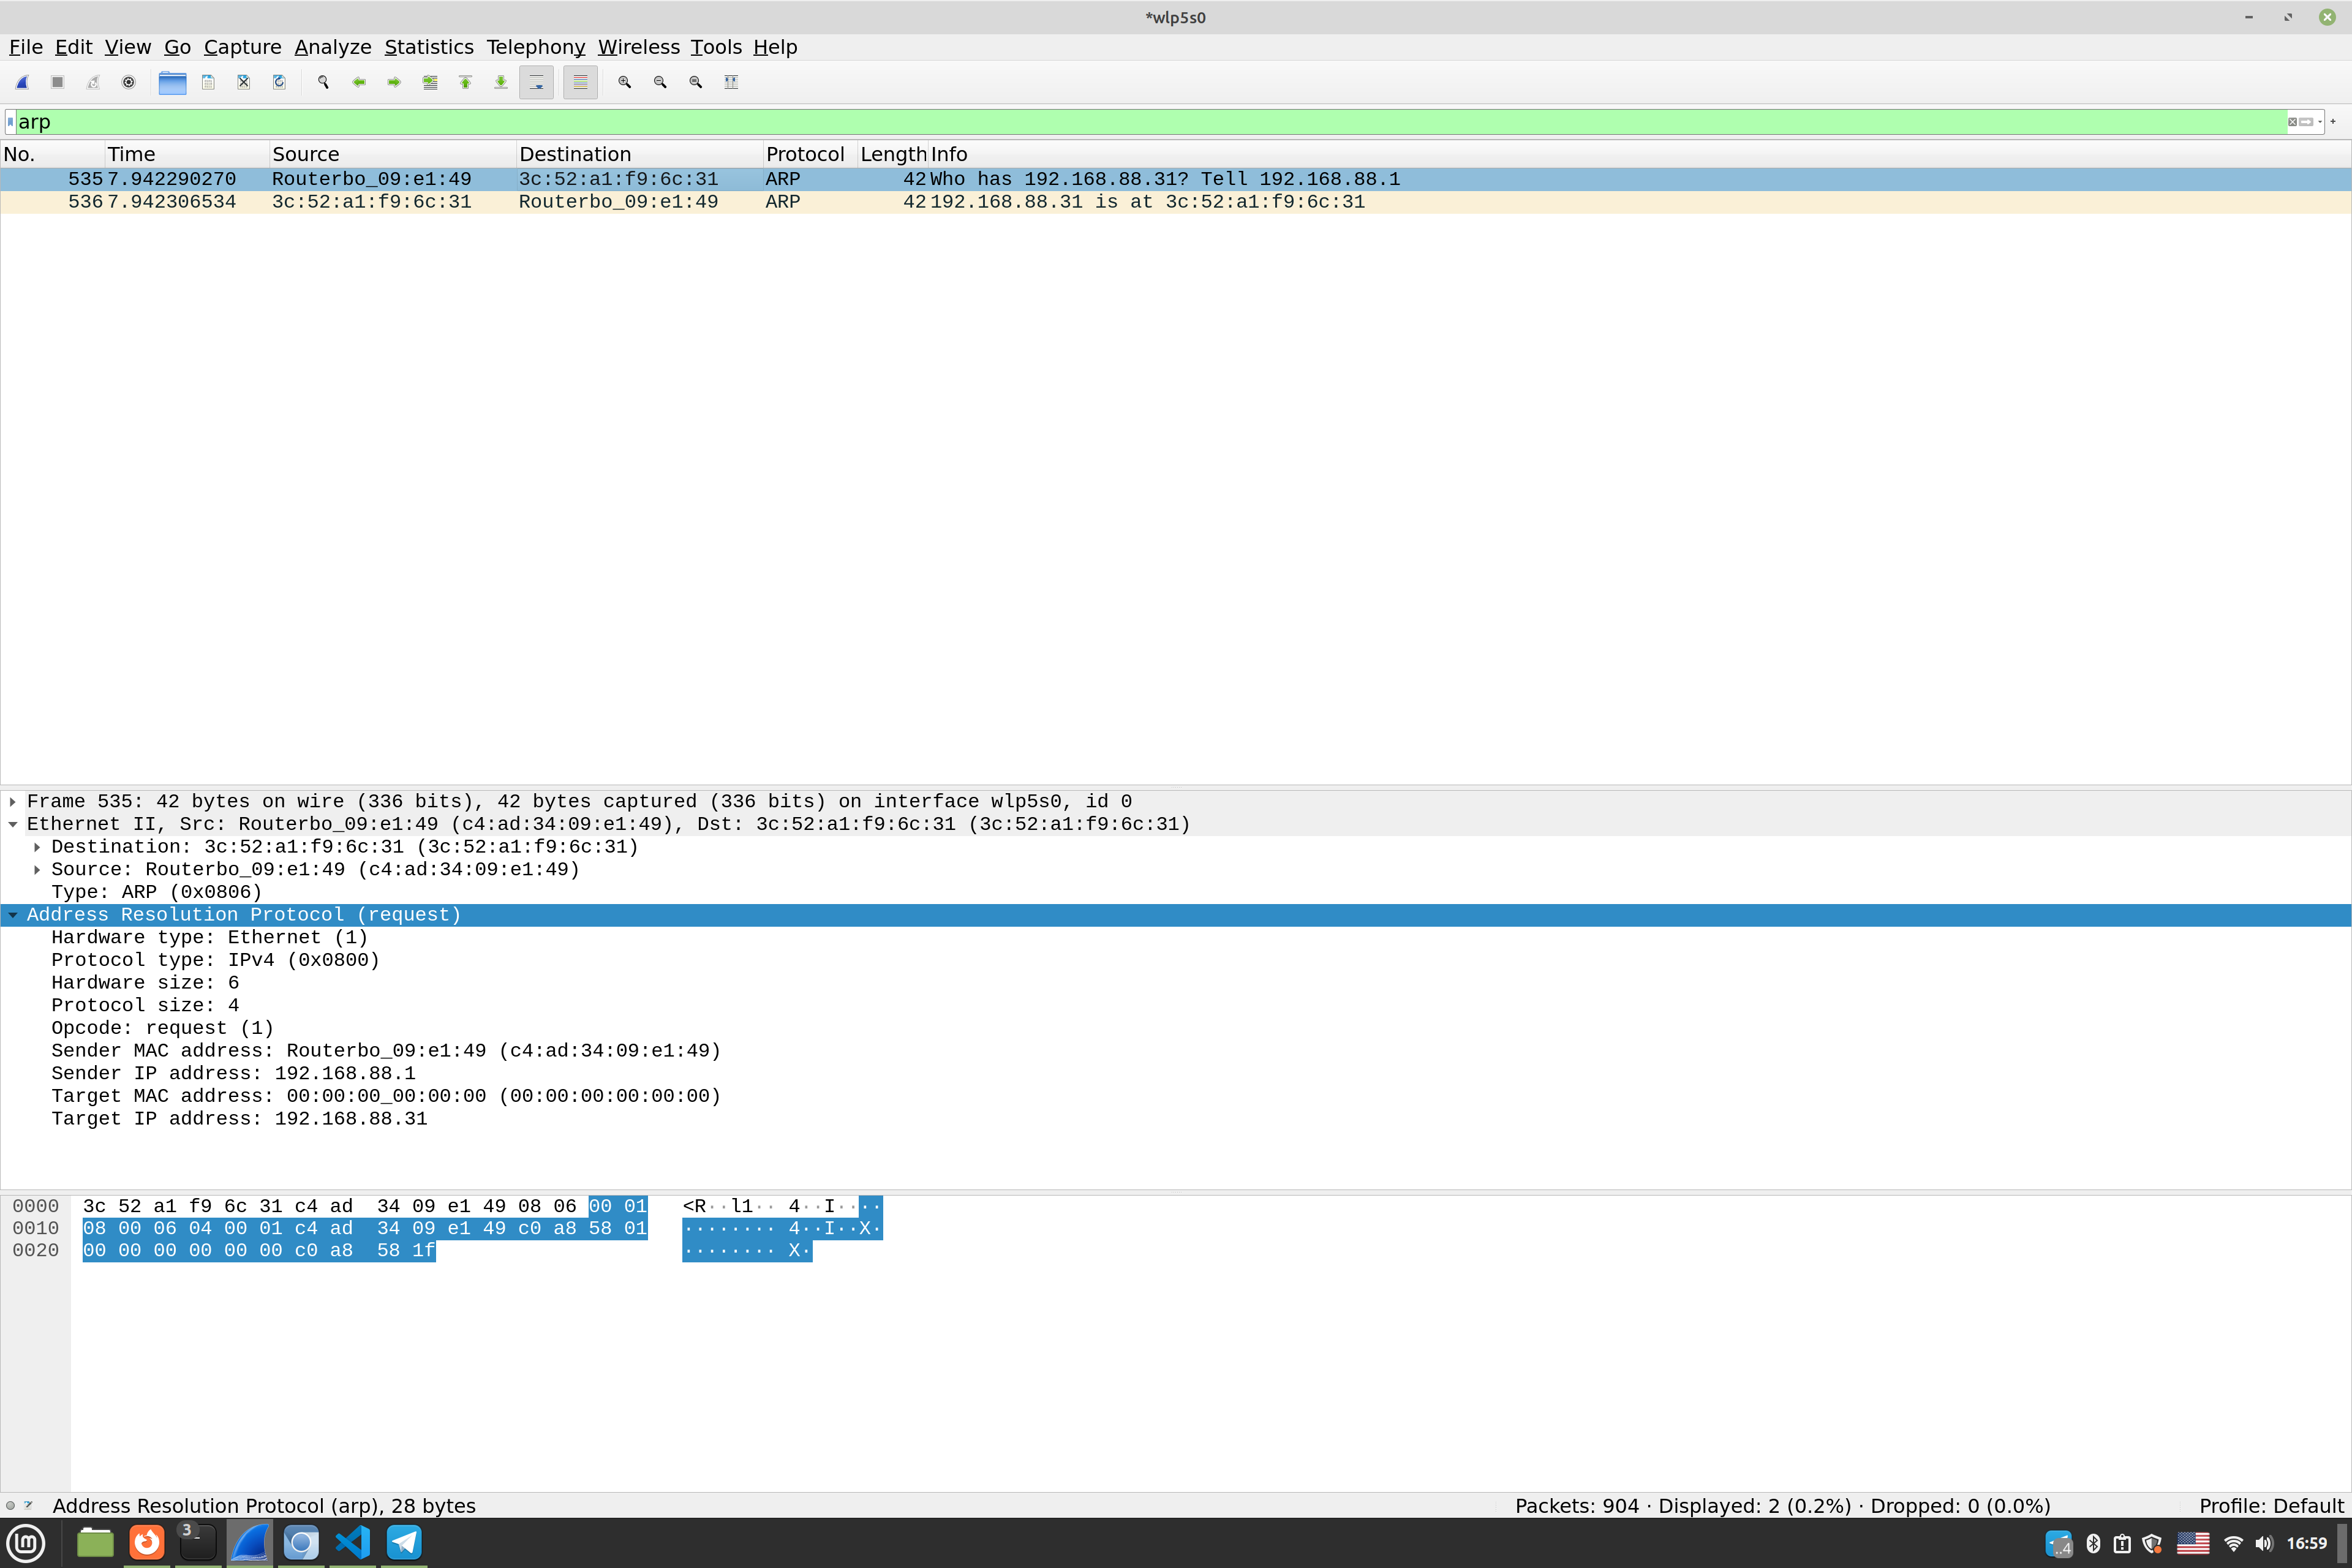 *wlp5s0
File Edit View Go Capture Analyze Statistics Telephony Wireless Tools Help
arp
No. Time Source Destination Protocol Length Info
535 7.942290270 Routerbo_09:e1:49 3c:52:a1:f9:6c:31 ARP 42 Who has 192.168.88.31? Tell 192.168.88.1
536 7.942306534 3c:52:a1:f9:6c:31 Routerbo_09:e1:49 ARP 42 192.168.88.31 is at 3c:52:a1:f9:6c:31
Frame 535: 42 bytes on wire (336 bits), 42 bytes captured (336 bits) on interface wlp5s0, id 0
Ethernet II, Src: Routerbo_09:e1:49 (c4:ad:34:09:e1:49), Dst: 3c:52:a1:f9:6c:31 (3c:52:a1:f9:6c:31)
Destination: 3c:52:a1:f9:6c:31 (3c:52:a1:f9:6c:31)
Source: Routerbo_09:e1:49 (c4:ad:34:09:e1:49)
Type: ARP (0x0806)
Address Resolution Protocol (request)
Hardware type: Ethernet (1)
Protocol type: IPv4 (0x0800)
Hardware size: 6
Protocol size: 4
Opcode: request (1)
Sender MAC address: Routerbo_09:e1:49 (c4:ad:34:09:e1:49)
Sender IP address: 192.168.88.1
Target MAC address: 00:00:00_00:00:00 (00:00:00:00:00:00)
Target IP address: 192.168.88.31
0000 3c 52 a1 f9 6c 31 c4 ad 34 09 e1 49 08 06 00 01 <R··l1·· 4··I····
0010 08 00 06 04 00 01 c4 ad 34 09 e1 49 c0 a8 58 01 ········ 4··I··X·
0020 00 00 00 00 00 00 c0 a8 58 1f ········ X·
Address Resolution Protocol (arp), 28 bytes
Packets: 904 · Displayed: 2 (0.2%) · Dropped: 0 (0.0%)
Profile: Default
3
..4
16:59